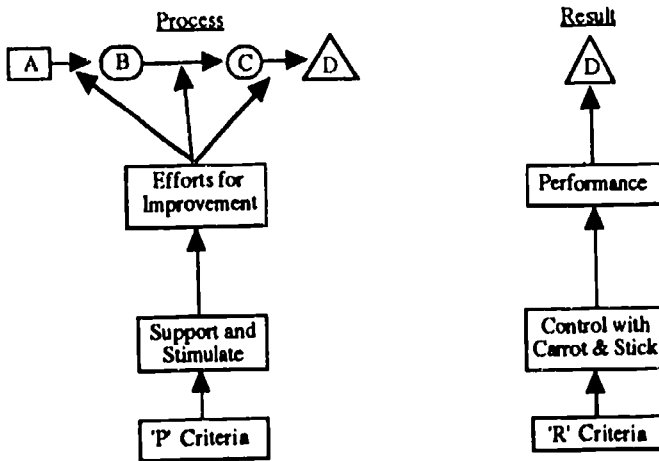 Process
A
B
C
D
Efforts for
Improvement
Support and
Stimulate
'P' Criteria
Result
D
Performance
Control with
Carrot & Stick
'R' Criteria